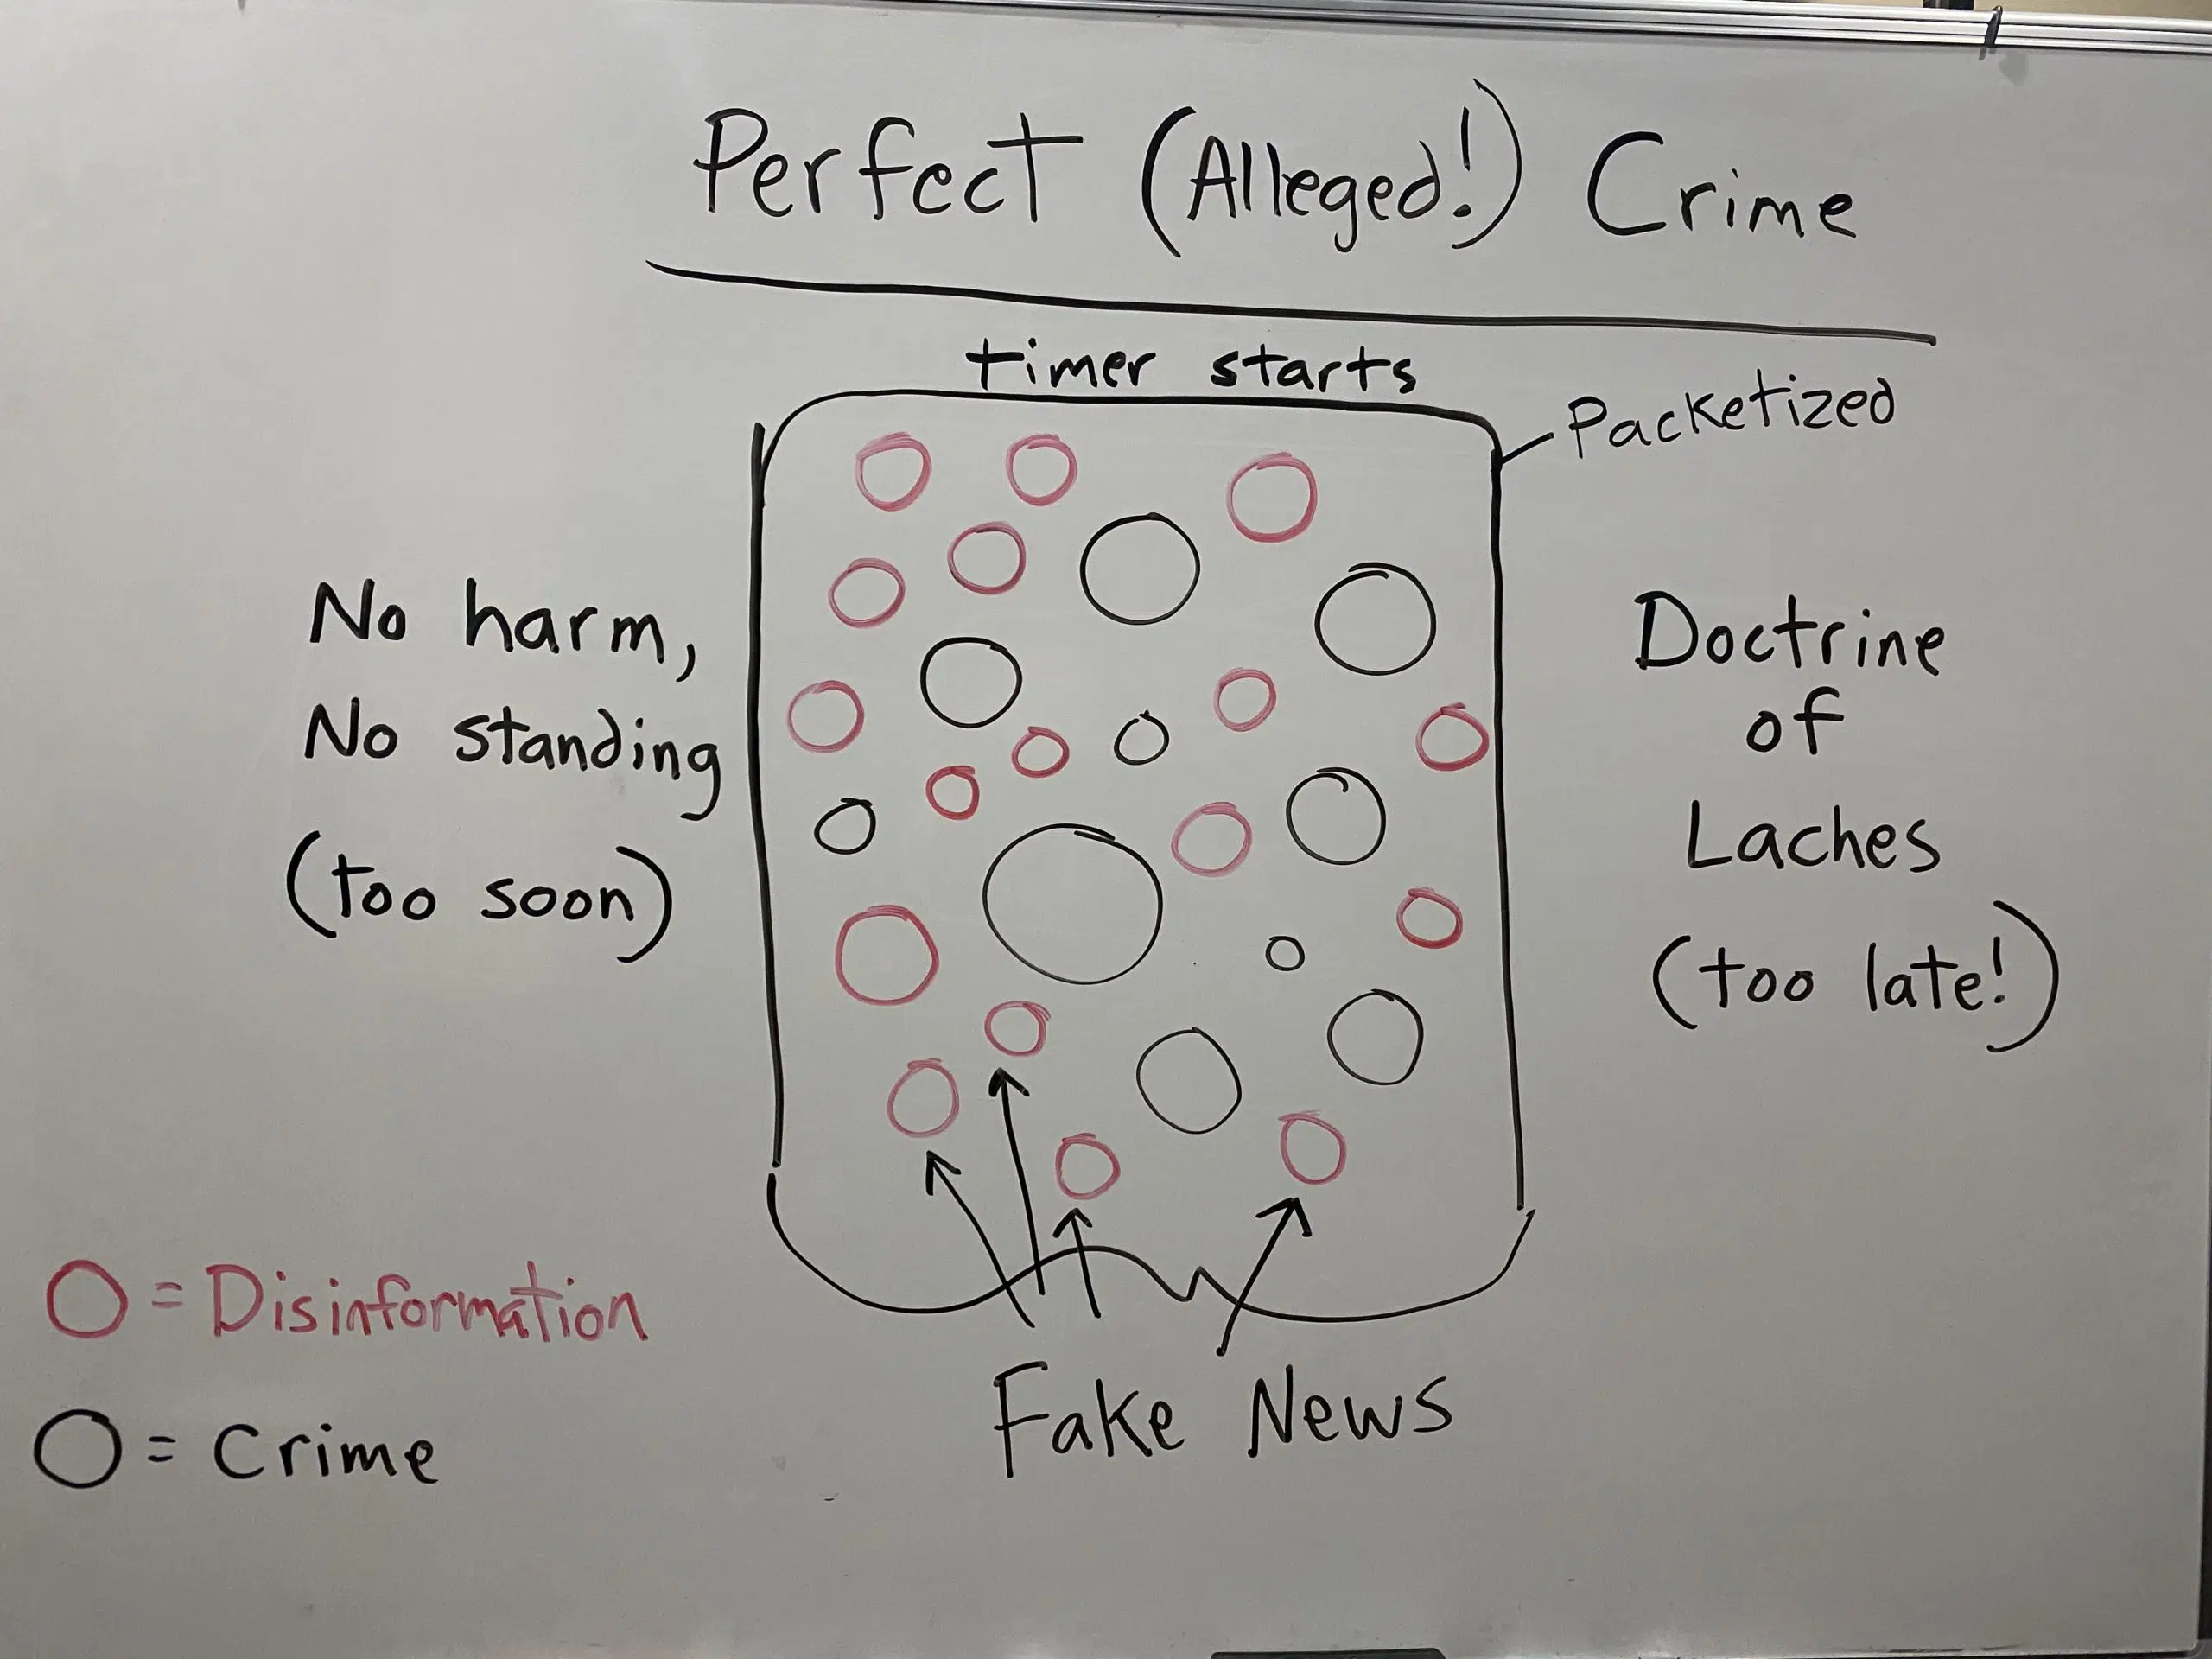 Perfect (Alleged!) Crime
timer starts
Packetized
No harm,
No standing
(too soon)
Doctrine
of
Laches
(too late!)
O = Disinformation
O = Crime
Fake News